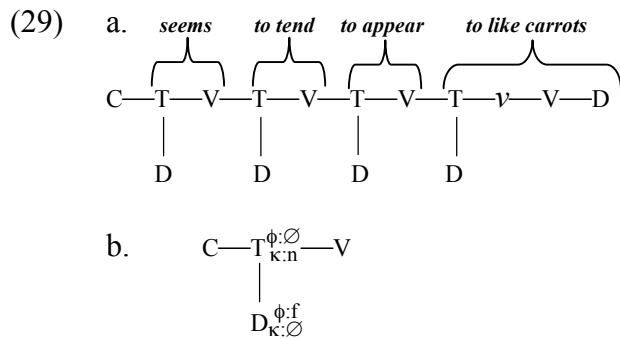 (29) a. seems to tend to appear to like carrots
C—T—V—T—V—T—V—T—v—V—D
D D D D
b. C—T^{φ:∅}_{κ:n}—V
D^{φ:f}_{κ:∅}